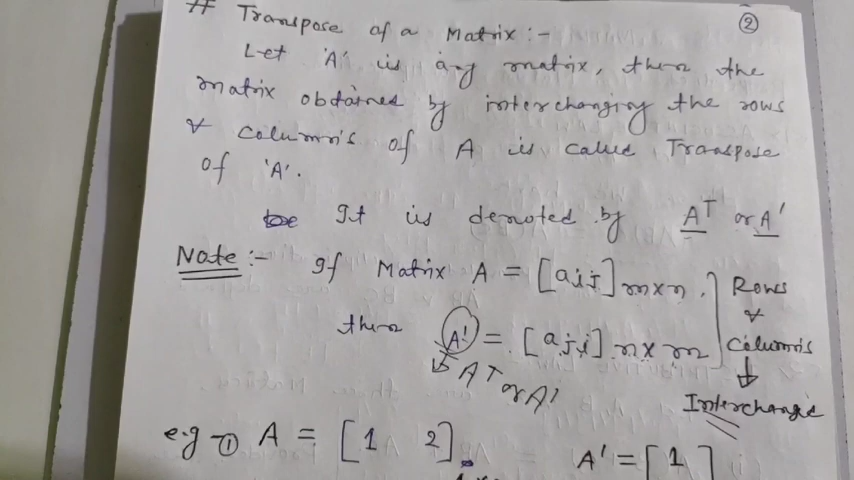 ②
# Transpose of a Matrix :-
Let 'A' is any matrix, then the
matrix obtained by interchanging the rows
& columns of A is called Transpose
of 'A'.
It is denoted by A^T or A'
Note :- If Matrix A = [aij] m×n.
then A' = [aji] n×m
A^T or A'
Rows
&
Columns
↓
Interchange
e.g ① A = [1 2]
A' = [1]